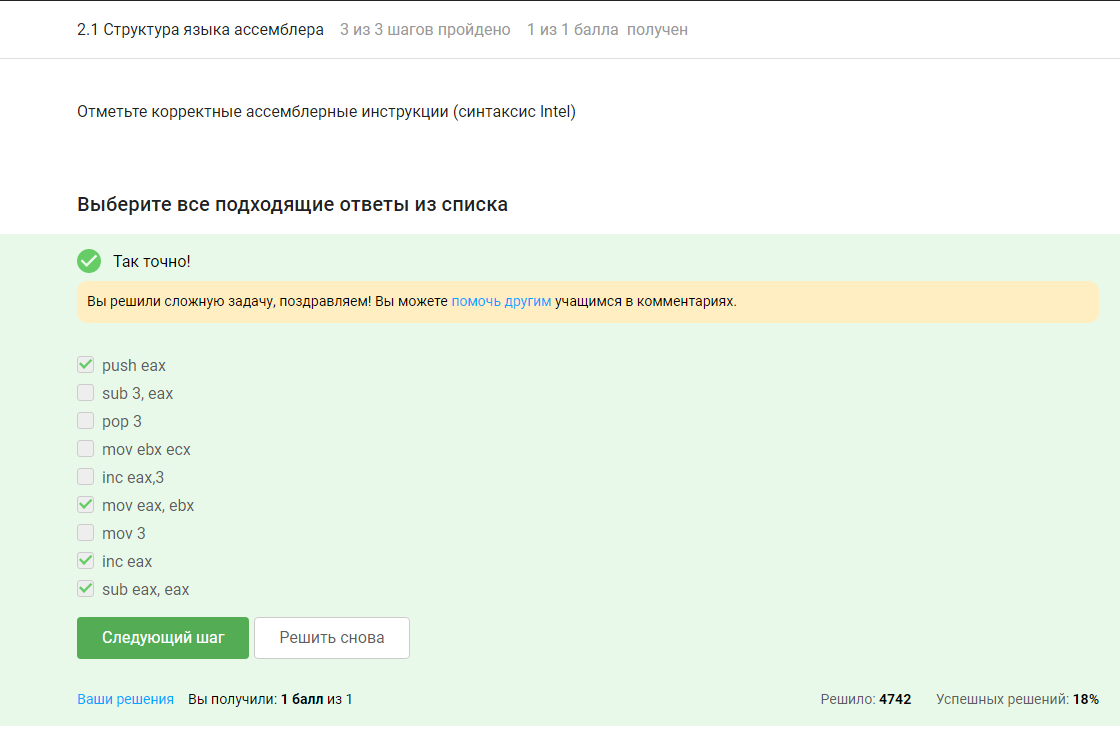 2.1 Структура языка ассемблера 3 из 3 шагов пройдено 1 из 1 балла получен
Отметьте корректные ассемблерные инструкции (синтаксис Intel)
Выберите все подходящие ответы из списка
Так точно!
Вы решили сложную задачу, поздравляем! Вы можете помочь другим учащимся в комментариях.
push eax
sub 3, eax
pop 3
mov ebx ecx
inc eax,3
mov eax, ebx
mov 3
inc eax
sub eax, eax
Следующий шаг Решить снова
Ваши решения Вы получили: 1 балл из 1 Решило: 4742 Успешных решений: 18%